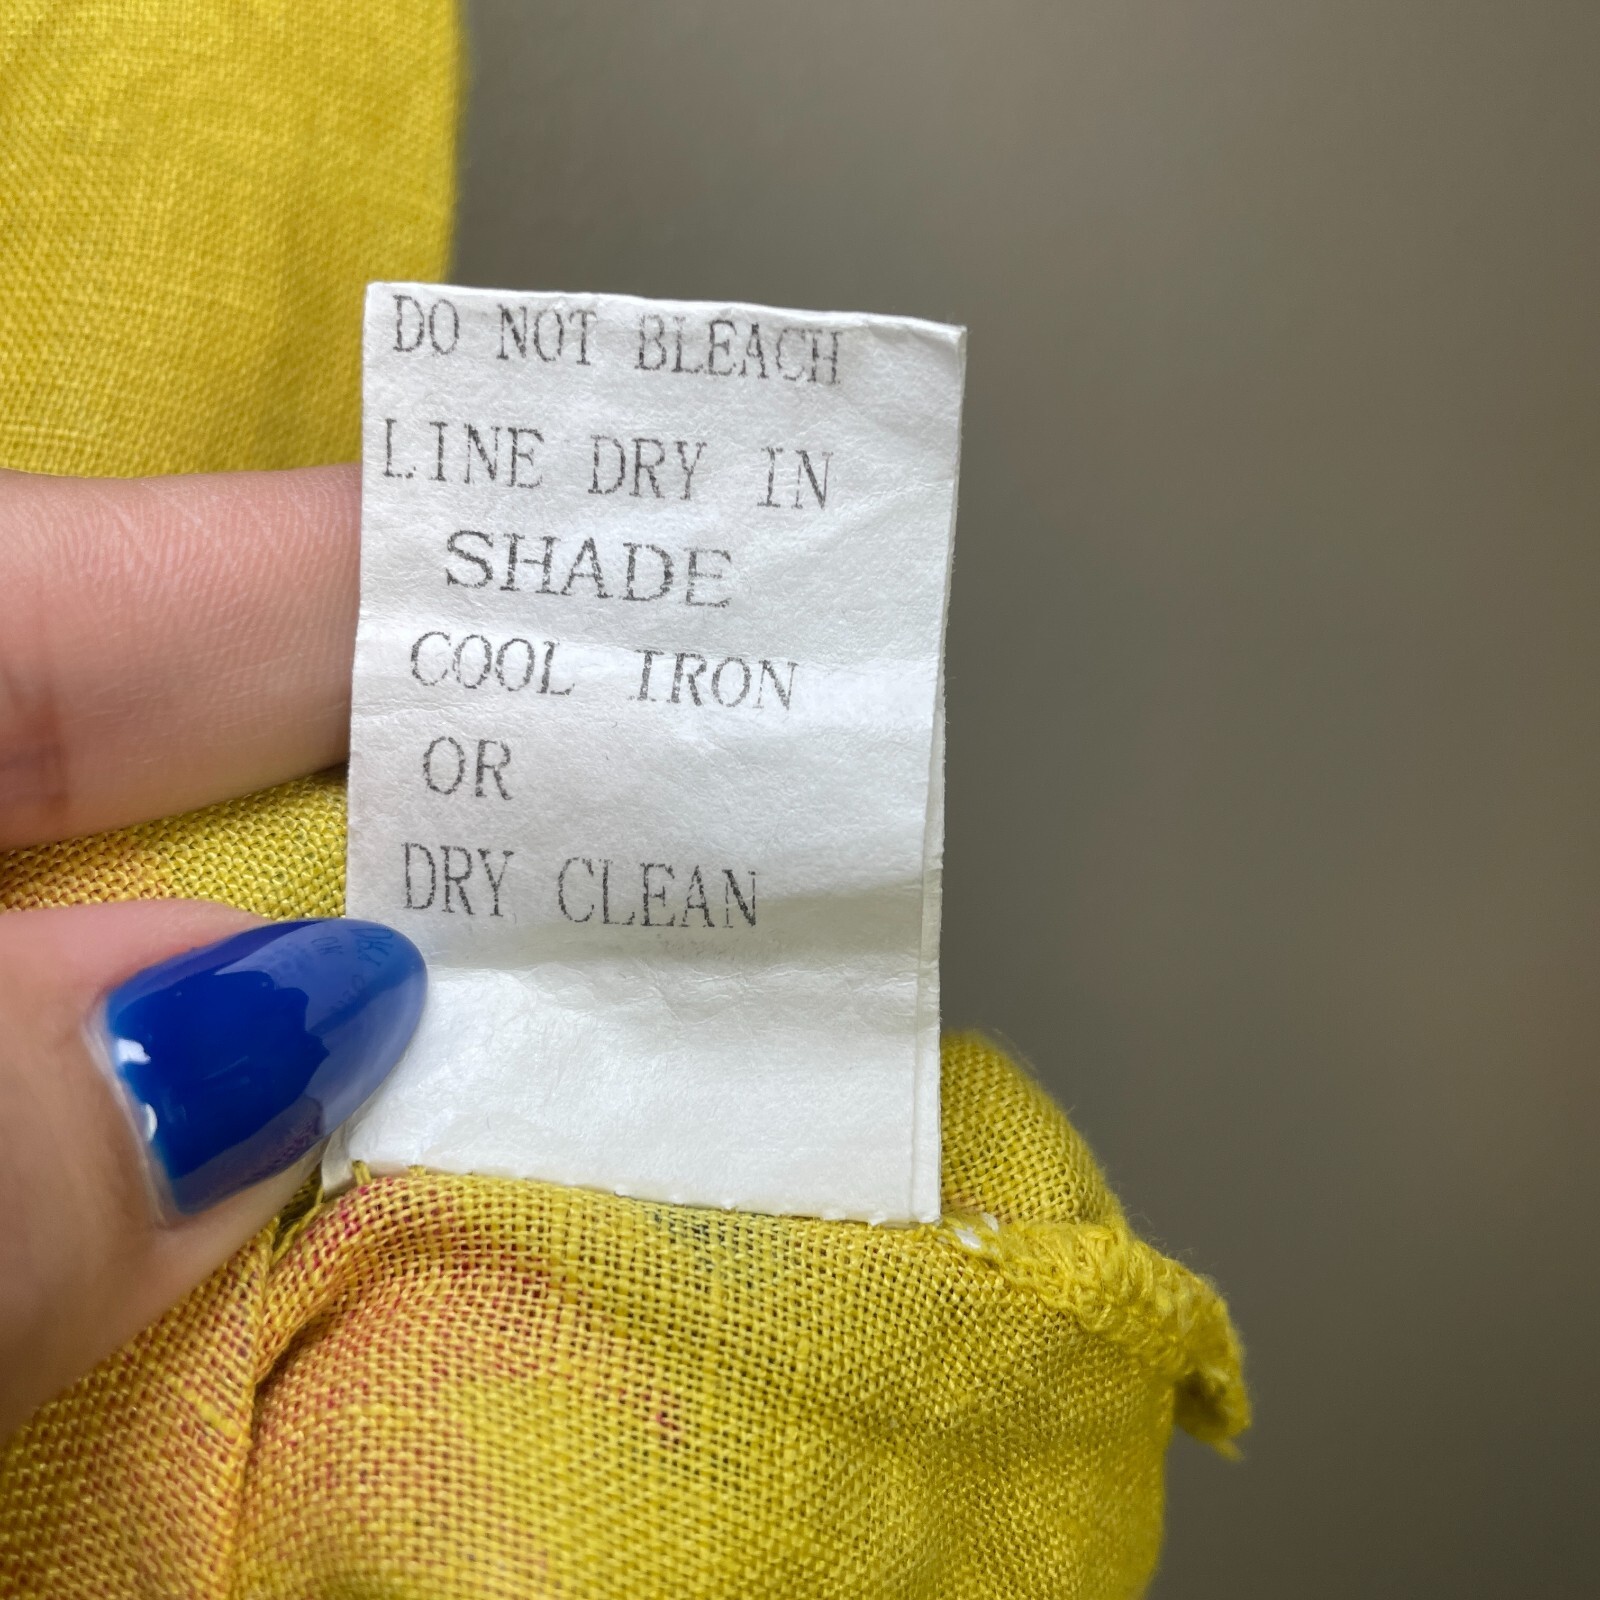 DO NOT BLEACH
LINE DRY IN
SHADE
COOL IRON
OR
DRY CLEAN